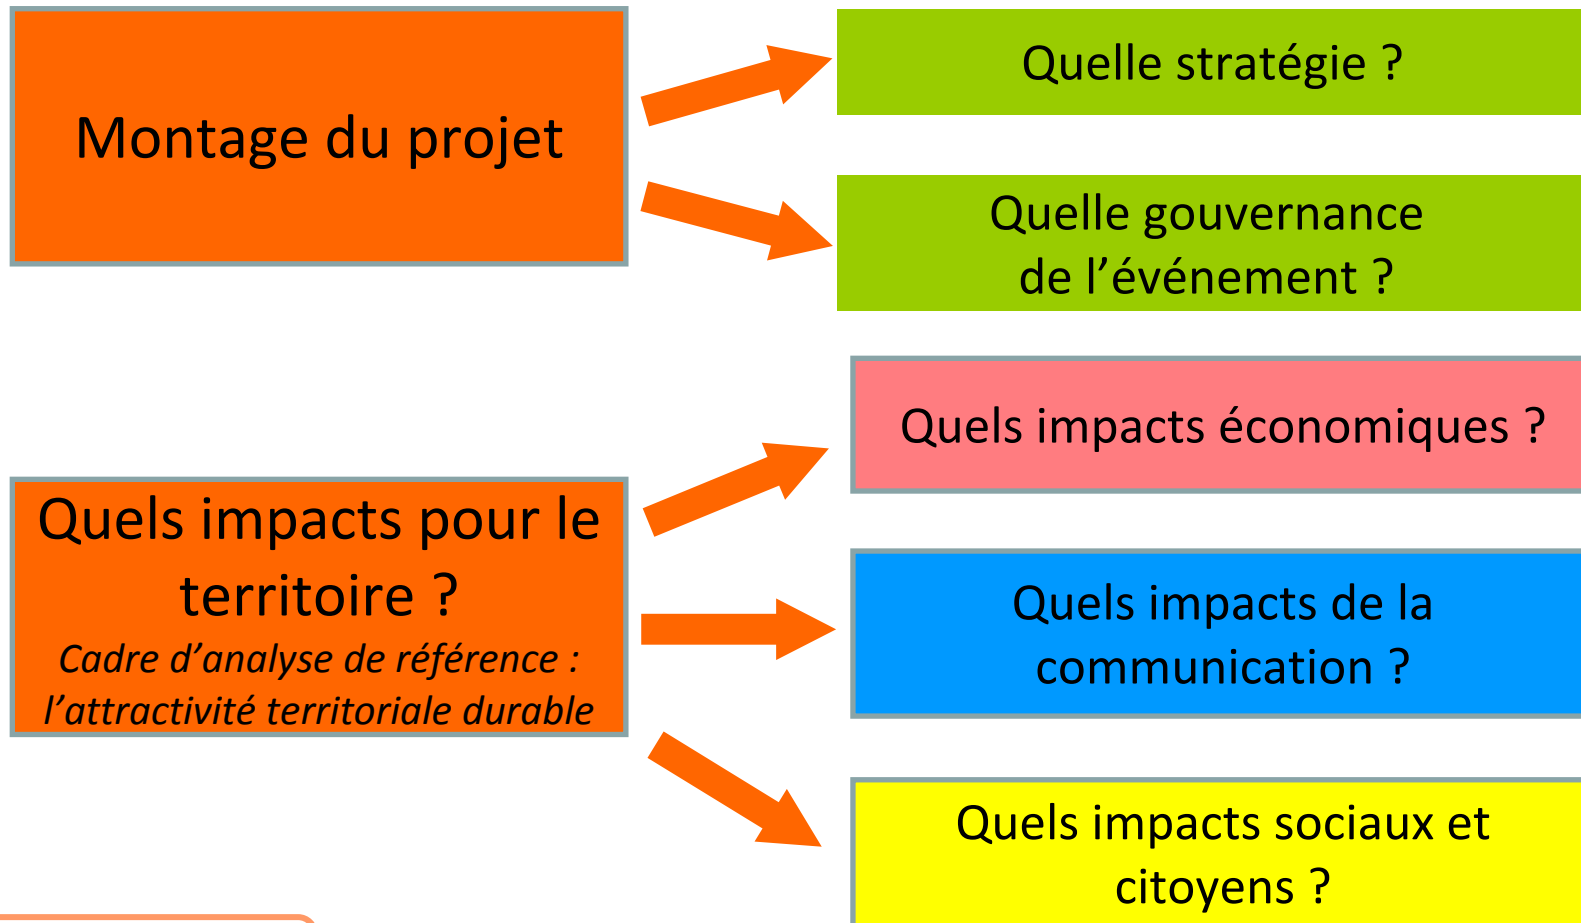 Montage du projet
Quelle stratégie ?
Quelle gouvernance
de l’événement ?
Quels impacts pour le
territoire ?
Cadre d’analyse de référence :
l’attractivité territoriale durable
Quels impacts économiques ?
Quels impacts de la
communication ?
Quels impacts sociaux et
citoyens ?